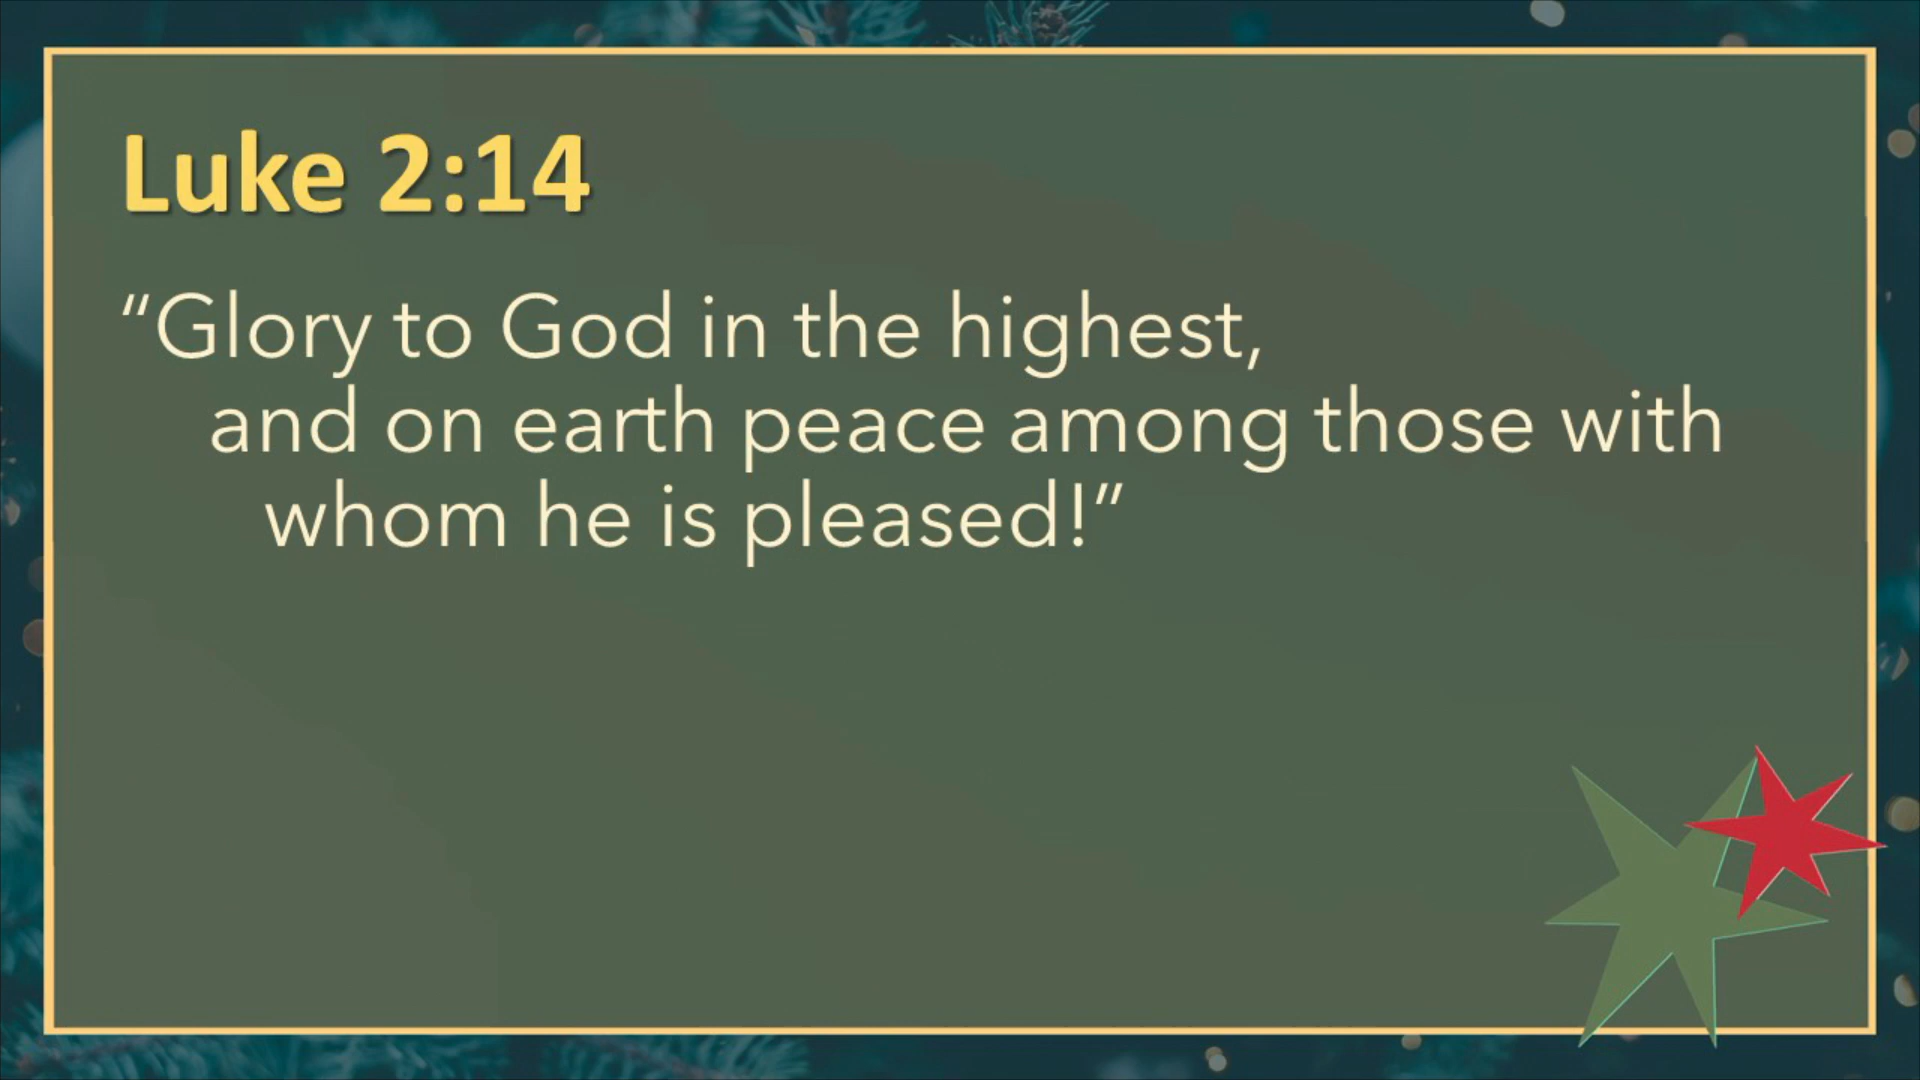 Luke 2:14
“Glory to God in the highest,
and on earth peace among those with
whom he is pleased!”